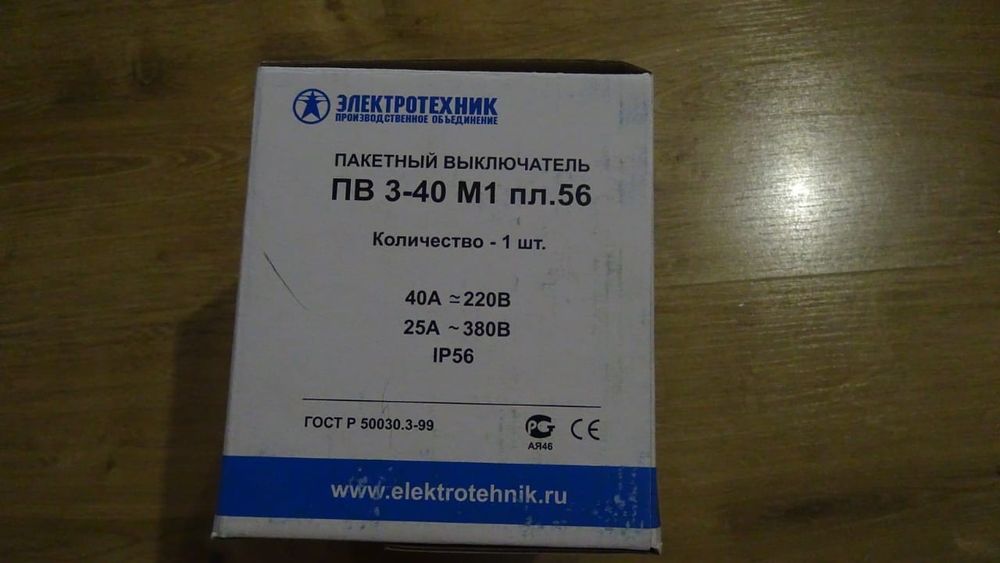 ЭЛЕКТРОТЕХНИК
ПРОИЗВОДСТВЕННОЕ ОБЪЕДИНЕНИЕ
ПАКЕТНЫЙ ВЫКЛЮЧАТЕЛЬ
ПВ 3-40 М1 пл.56
Количество - 1 шт.
40А ≃ 220В
25А ~ 380В
IP56
ГОСТ Р 50030.3-99
РСТ CE
АЯ46
www.elektrotehnik.ru